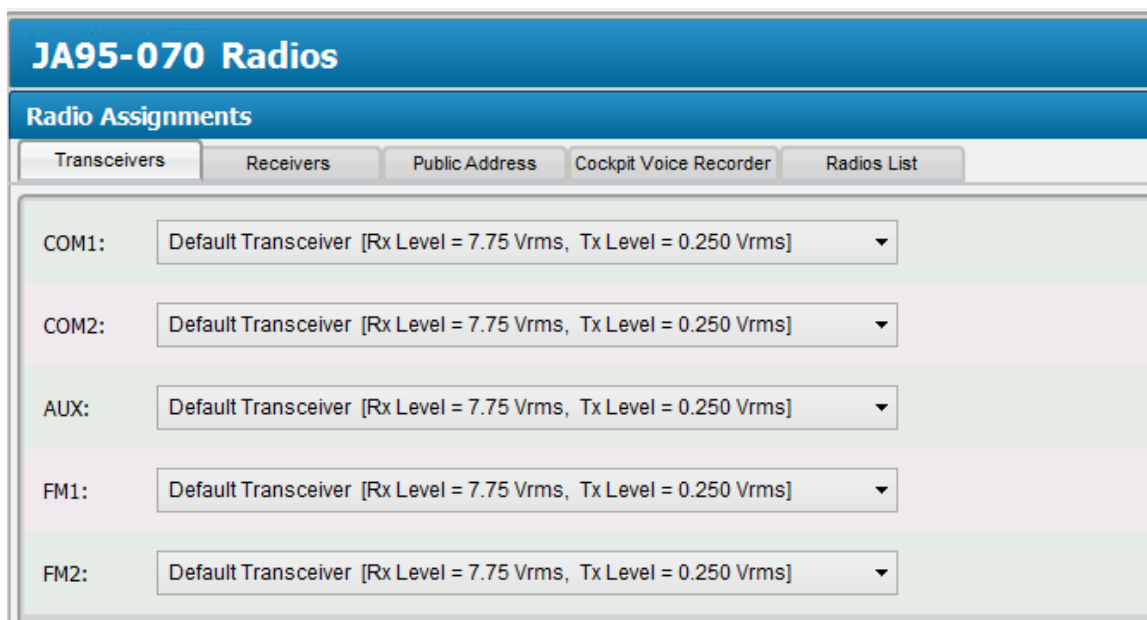 JA95-070 Radios
Radio Assignments
Transceivers Receivers Public Address Cockpit Voice Recorder Radios List
COM1: Default Transceiver [Rx Level = 7.75 Vrms, Tx Level = 0.250 Vrms]
COM2: Default Transceiver [Rx Level = 7.75 Vrms, Tx Level = 0.250 Vrms]
AUX: Default Transceiver [Rx Level = 7.75 Vrms, Tx Level = 0.250 Vrms]
FM1: Default Transceiver [Rx Level = 7.75 Vrms, Tx Level = 0.250 Vrms]
FM2: Default Transceiver [Rx Level = 7.75 Vrms, Tx Level = 0.250 Vrms]